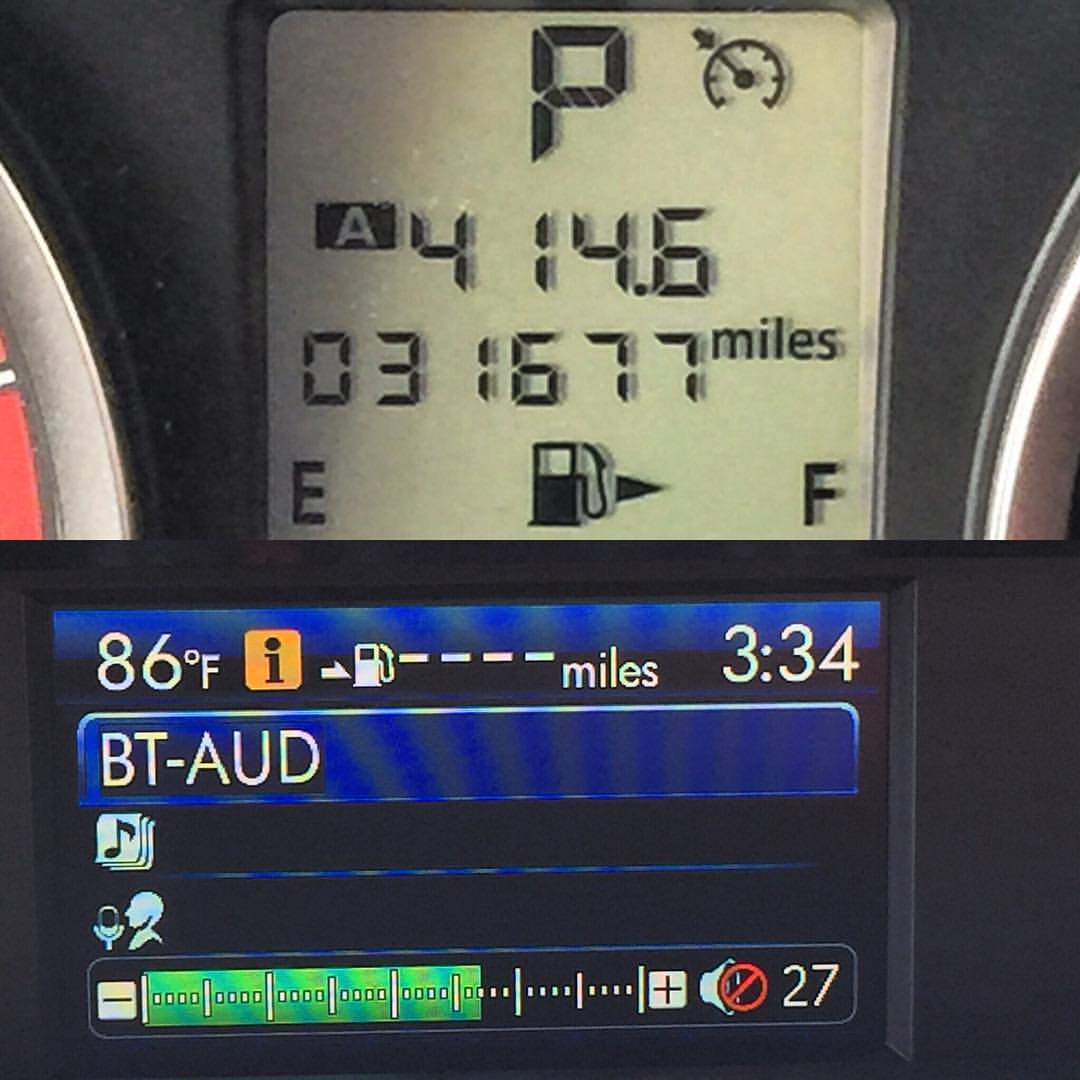 P
A 414.6
031677 miles
E F
86°F i ---- miles 3:34
BT-AUD
27